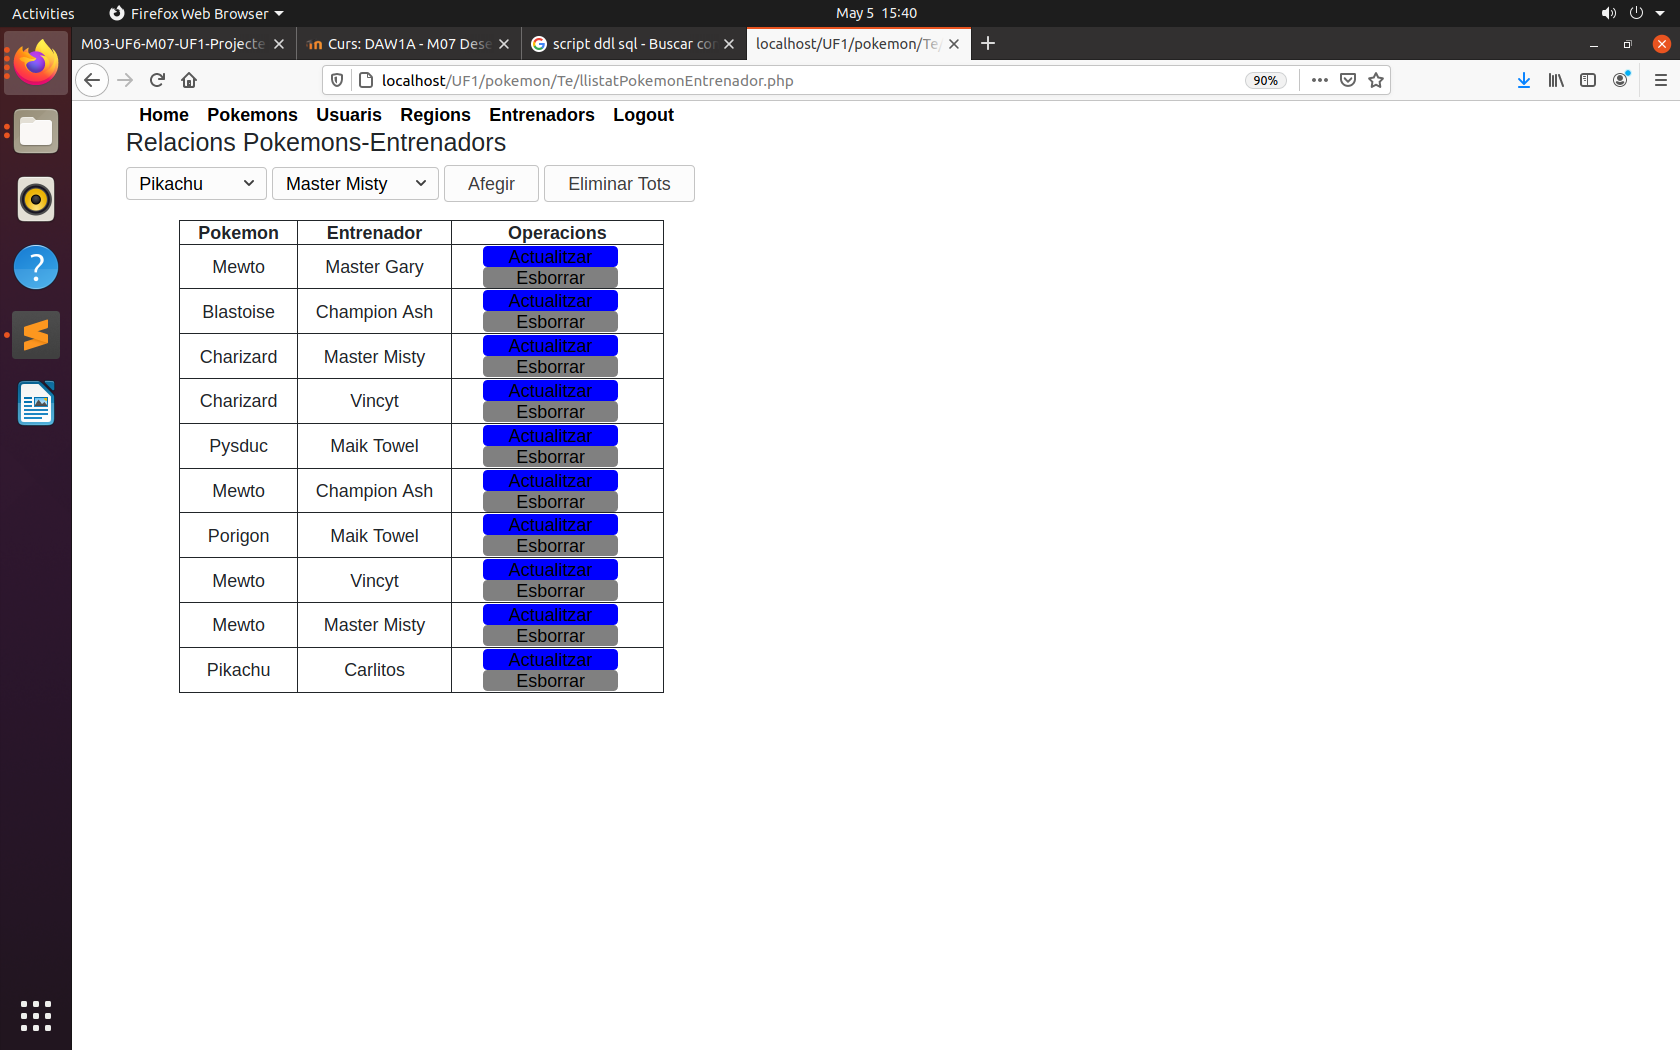 Activities Firefox Web Browser May 5 15:40
M03-UF6-M07-UF1-Projecte Curs: DAW1A - M07 Dese script ddl sql - Buscar con localhost/UF1/pokemon/Te/
localhost/UF1/pokemon/Te/llistatPokemonEntrenador.php 90%
Home Pokemons Usuaris Regions Entrenadors Logout
Relacions Pokemons-Entrenadors
Pikachu Master Misty Afegir Eliminar Tots
Pokemon Entrenador Operacions
Mewto Master Gary Actualitzar
Esborrar
Blastoise Champion Ash Actualitzar
Esborrar
Charizard Master Misty Actualitzar
Esborrar
Charizard Vincyt Actualitzar
Esborrar
Pysduc Maik Towel Actualitzar
Esborrar
Mewto Champion Ash Actualitzar
Esborrar
Porigon Maik Towel Actualitzar
Esborrar
Mewto Vincyt Actualitzar
Esborrar
Mewto Master Misty Actualitzar
Esborrar
Pikachu Carlitos Actualitzar
Esborrar